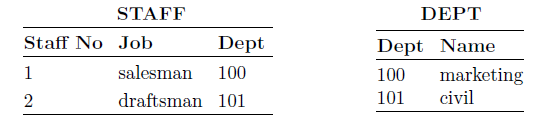 STAFF
Staff No Job Dept
1 salesman 100
2 draftsman 101
DEPT
Dept Name
100 marketing
101 civil